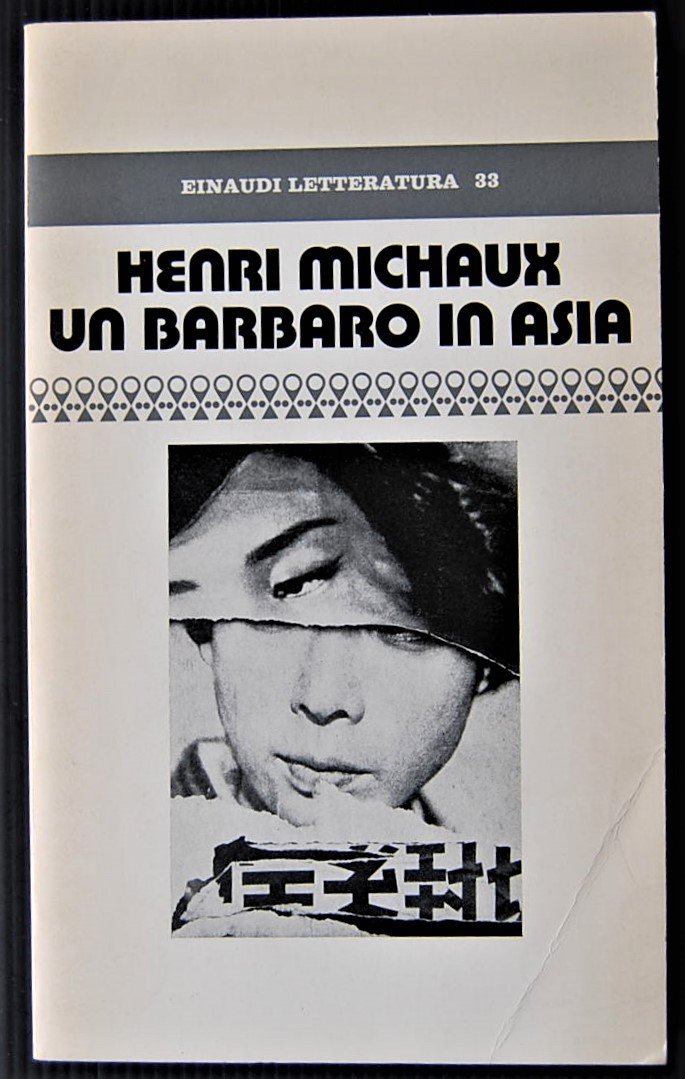 EINAUDI LETTERATURA 33
HENRI MICHAUX
UN BARBARO IN ASIA